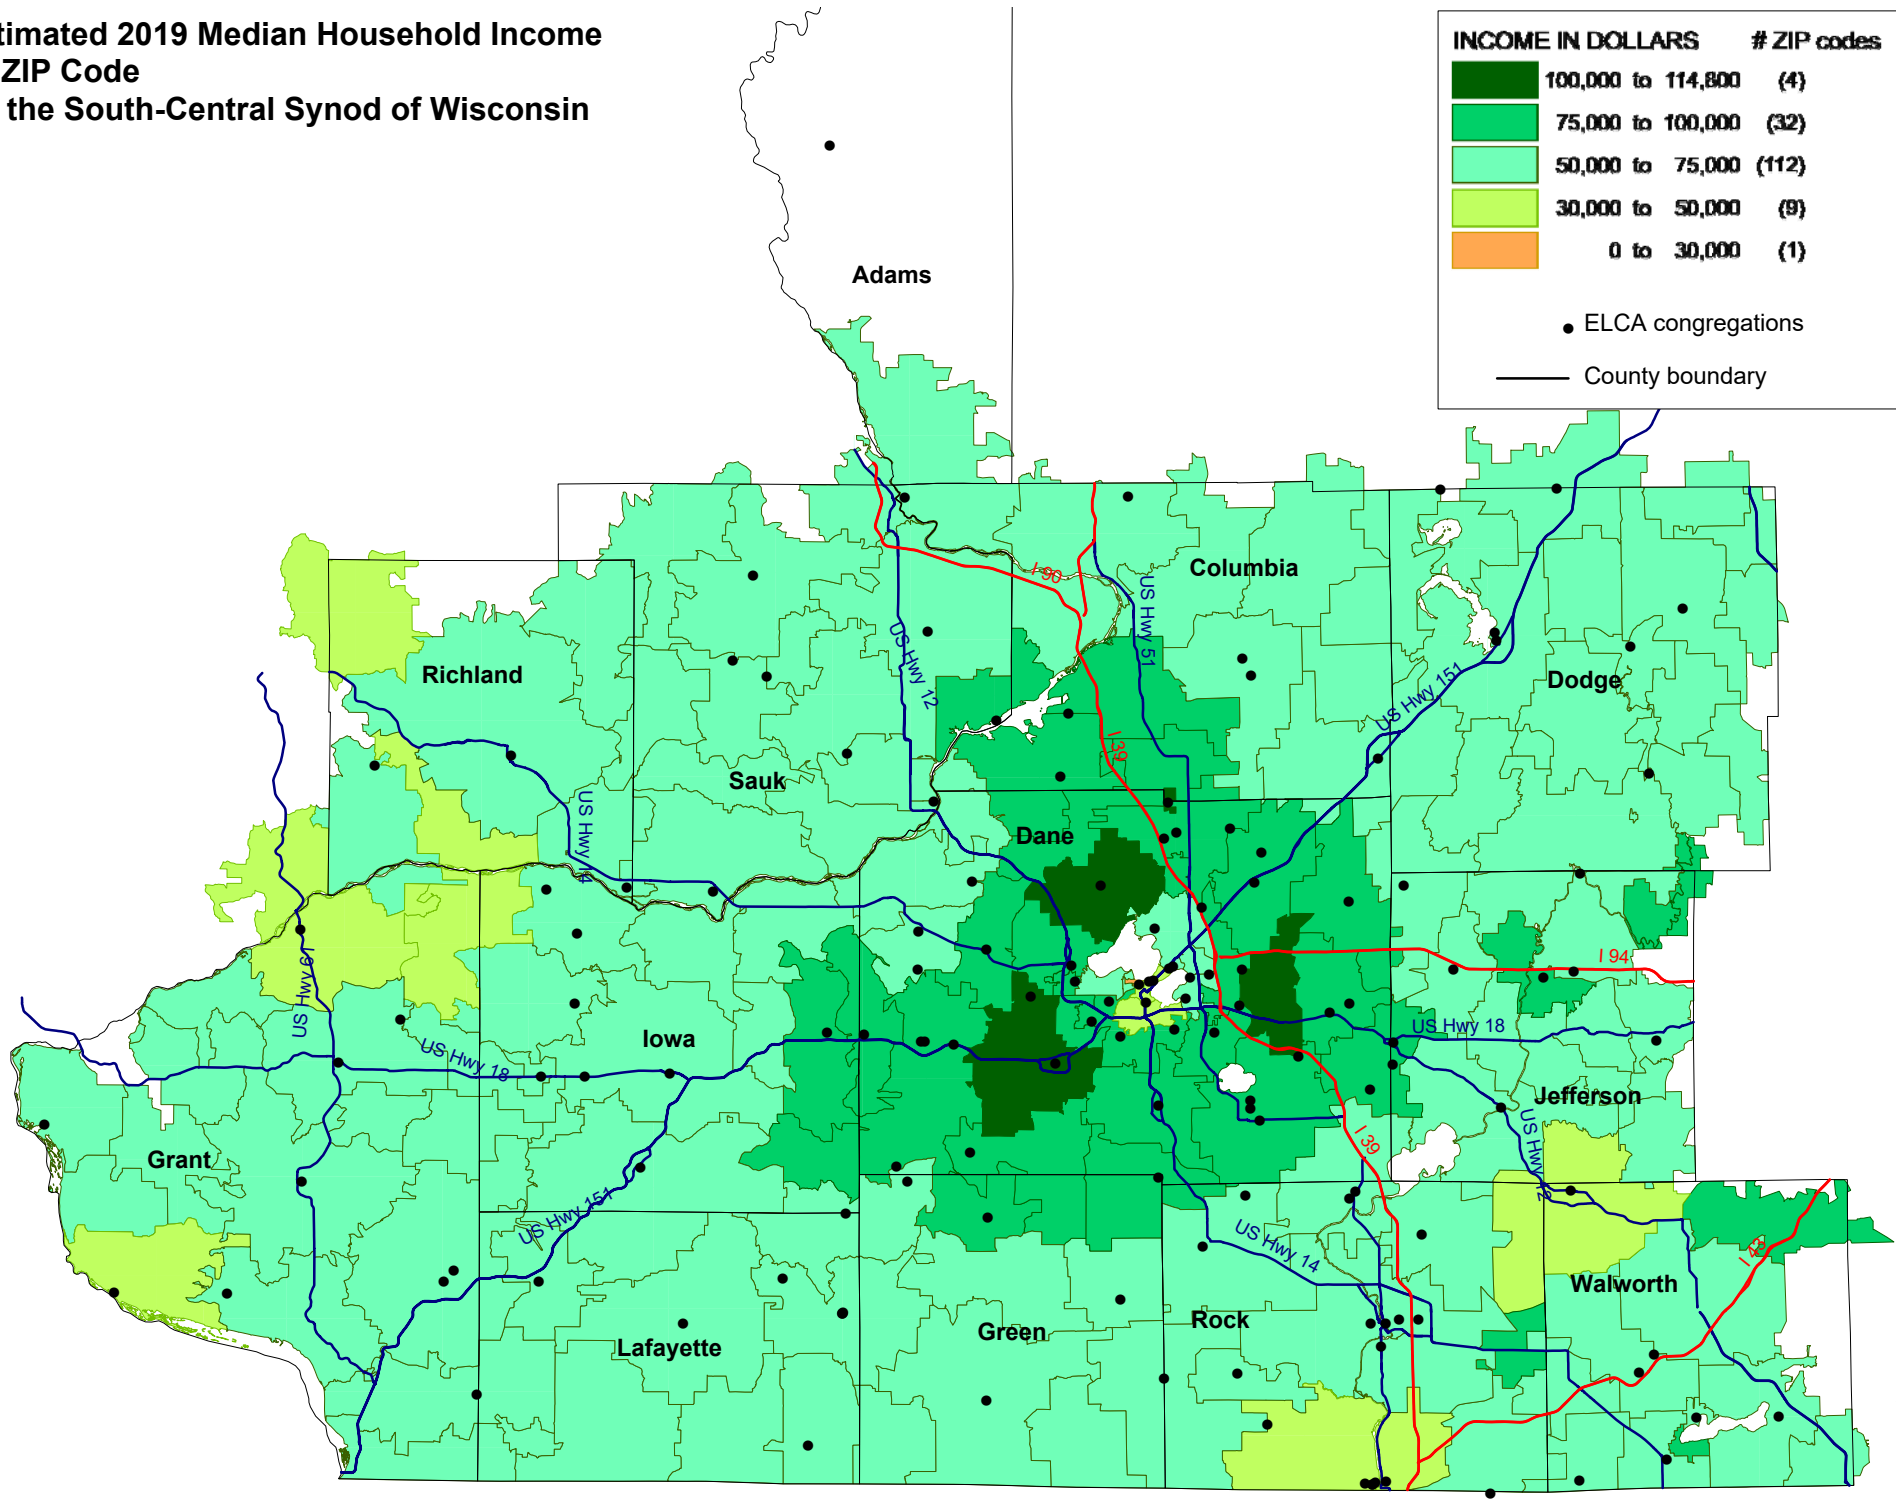 timated 2019 Median Household Income
ZIP Code
the South-Central Synod of Wisconsin
INCOME IN DOLLARS # ZIP codes
100,000 to 114,800 (4)
75,000 to 100,000 (32)
50,000 to 75,000 (112)
30,000 to 50,000 (9)
0 to 30,000 (1)
ELCA congregations
County boundary
Adams
I 90
Columbia
US Hwy 51
US Hwy 12
Richland
Dodge
US Hwy 151
I 39
Sauk
US Hwy 14
Dane
I 94
US Hwy 61
US Hwy 18
Iowa
US Hwy 18
Jefferson
US Hwy 12
I 39
Grant
US Hwy 151
US Hwy 14
I 43
Walworth
Rock
Green
Lafayette